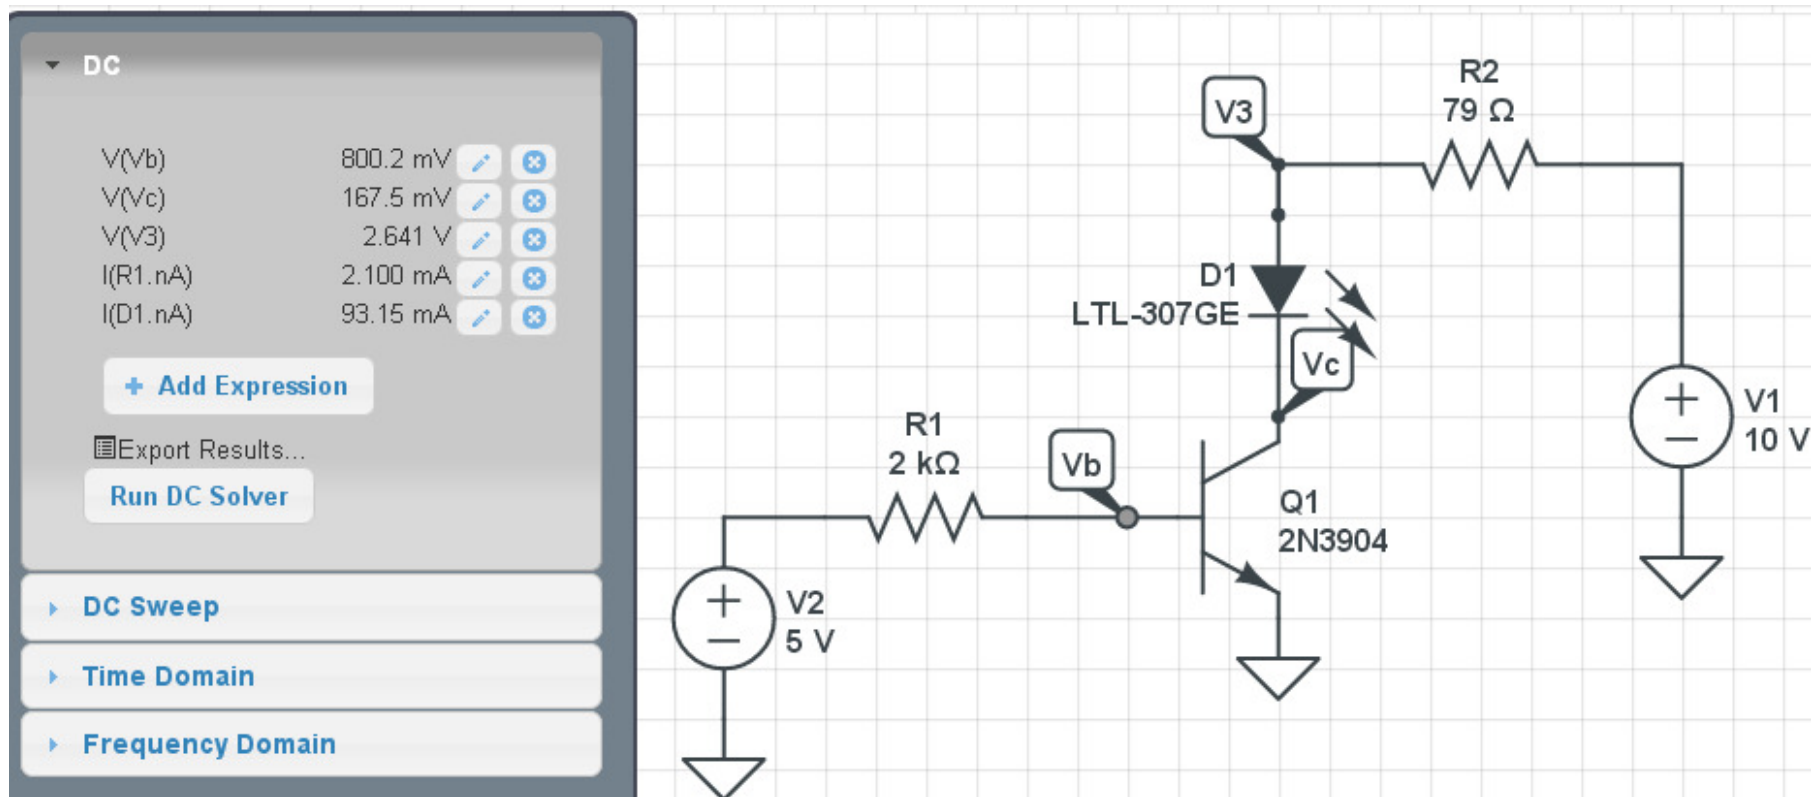 DC
V(Vb) 800.2 mV
V(Vc) 167.5 mV
V(V3) 2.641 V
I(R1.nA) 2.100 mA
I(D1.nA) 93.15 mA
+ Add Expression
Export Results...
Run DC Solver
DC Sweep
Time Domain
Frequency Domain
V3
R2
79 Ω
D1
LTL-307GE
Vc
V1
10 V
R1
2 kΩ
Vb
Q1
2N3904
V2
5 V